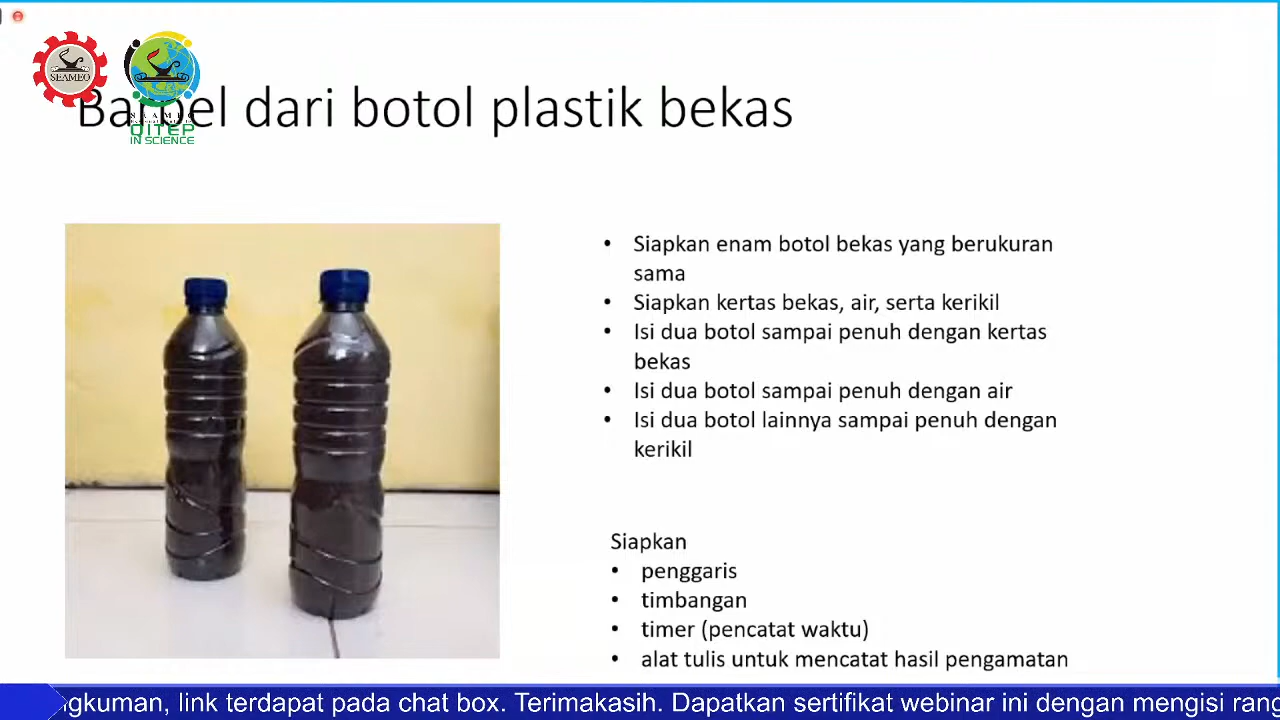 SEAMEO
Barbel dari botol plastik bekas
SEAMEO
QITEP
IN SCIENCE
• Siapkan enam botol bekas yang berukuran
sama
• Siapkan kertas bekas, air, serta kerikil
• Isi dua botol sampai penuh dengan kertas
bekas
• Isi dua botol sampai penuh dengan air
• Isi dua botol lainnya sampai penuh dengan
kerikil
Siapkan
• penggaris
• timbangan
• timer (pencatat waktu)
• alat tulis untuk mencatat hasil pengamatan
ngkuman, link terdapat pada chat box. Terimakasih. Dapatkan sertifikat webinar ini dengan mengisi rang